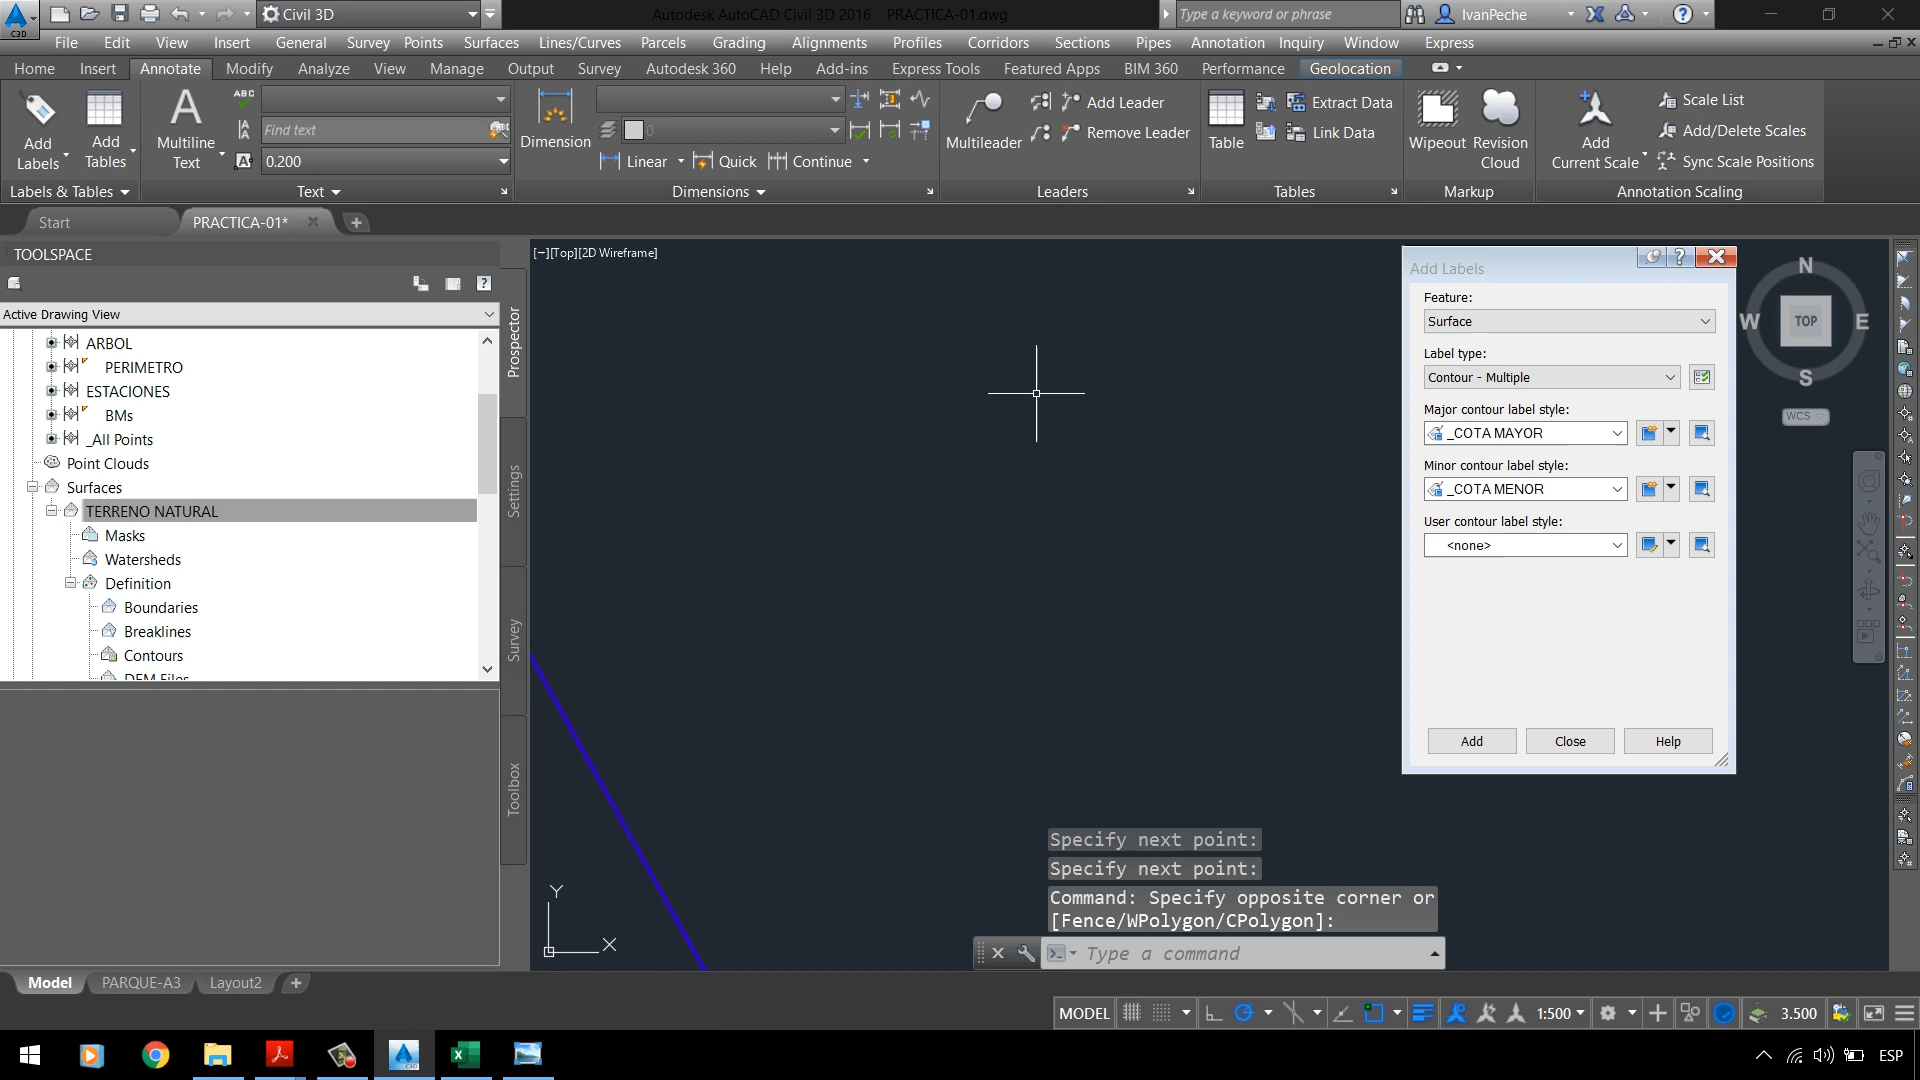 Civil 3D
Autodesk AutoCAD Civil 3D 2016 PRACTICA-01.dwg
Type a keyword or phrase
IvanPeche
C3D
File Edit View Insert General Survey Points Surfaces Lines/Curves Parcels Grading Alignments Profiles Corridors Sections Pipes Annotation Inquiry Window Express
Home Insert Annotate Modify Analyze View Manage Output Survey Autodesk 360 Help Add-ins Express Tools Featured Apps BIM 360 Performance Geolocation
Add Labels
Add Tables
Multiline Text
ABC
Find text
0.200
Dimension
0
Linear Quick Continue
Multileader
Add Leader
Remove Leader
Table
Extract Data
Link Data
Wipeout
Revision Cloud
Add Current Scale
Scale List
Add/Delete Scales
Sync Scale Positions
Labels & Tables Text Dimensions Leaders Tables Markup Annotation Scaling
Start PRACTICA-01*
TOOLSPACE
Active Drawing View
ARBOL
PERIMETRO
ESTACIONES
BMs
_All Points
Point Clouds
Surfaces
TERRENO NATURAL
Masks
Watersheds
Definition
Boundaries
Breaklines
Contours
DEM Files
Prospector
Settings
Survey
Toolbox
[−][Top][2D Wireframe]
Add Labels
Feature:
Surface
Label type:
Contour - Multiple
Major contour label style:
_COTA MAYOR
Minor contour label style:
_COTA MENOR
User contour label style:
<none>
Add Close Help
N
W TOP E
S
WCS
Y
X
Specify next point:
Specify next point:
Command: Specify opposite corner or
[Fence/WPolygon/CPolygon]:
Type a command
Model PARQUE-A3 Layout2
MODEL 1:500 3.500
ESP